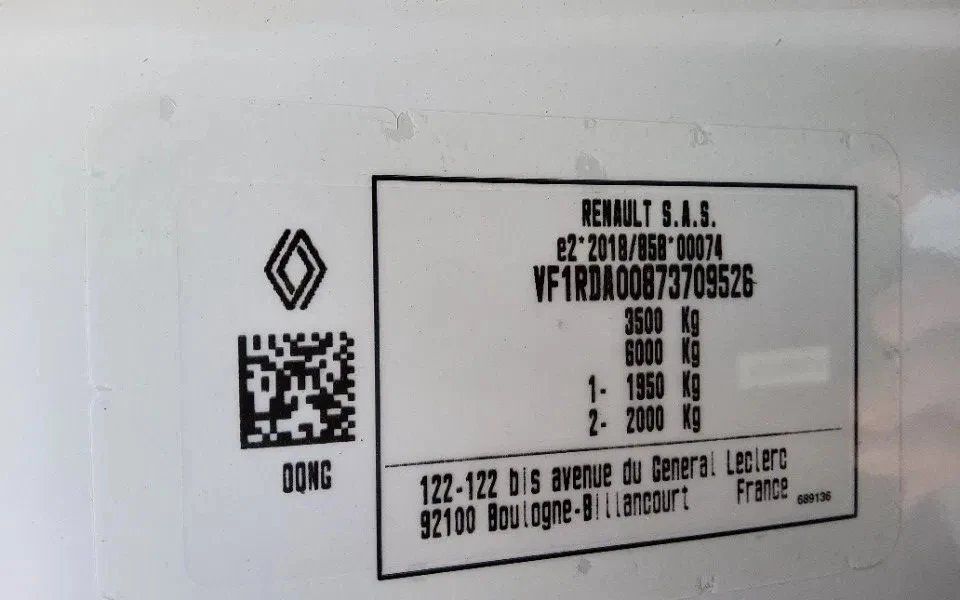 RENAULT S.A.S.
e2*2018/858*00074
VF1RDA00873709526
3500 Kg
6000 Kg
1- 1950 Kg
2- 2000 Kg
OQNG
122-122 bis avenue du General Leclerc
92100 Boulogne-Billancourt France
689136